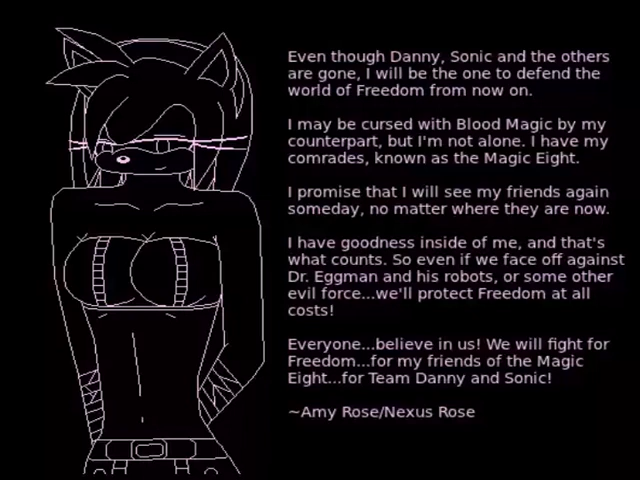 Even though Danny, Sonic and the others
are gone, I will be the one to defend the
world of Freedom from now on.
I may be cursed with Blood Magic by my
counterpart, but I'm not alone. I have my
comrades, known as the Magic Eight.
I promise that I will see my friends again
someday, no matter where they are now.
I have goodness inside of me, and that's
what counts. So even if we face off against
Dr. Eggman and his robots, or some other
evil force...we'll protect Freedom at all
costs!
Everyone...believe in us! We will fight for
Freedom...for my friends of the Magic
Eight...for Team Danny and Sonic!
~Amy Rose/Nexus Rose